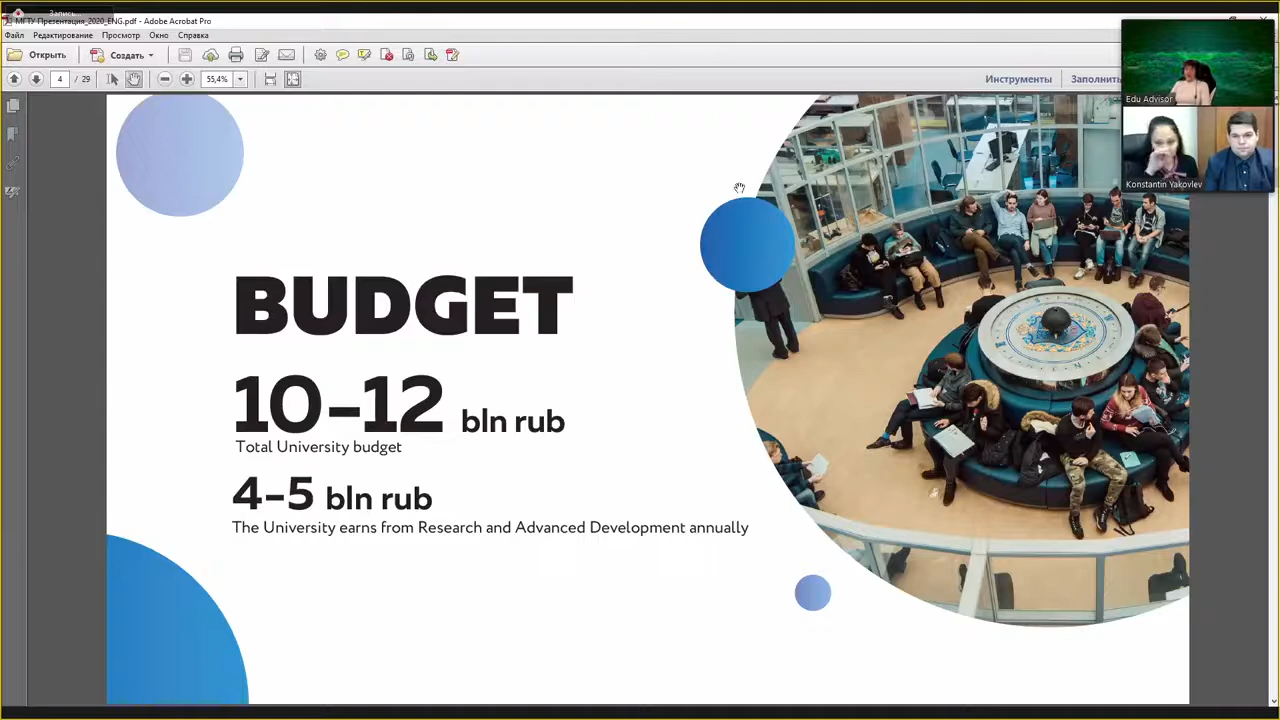 Запись...
МГТУ Презентация_2020_ENG.pdf - Adobe Acrobat Pro
Файл Редактирование Просмотр Окно Справка
Открыть Создать
4 / 29 55,4% Инструменты Заполнить
Edu Advisor
Konstantin Yakovlev
BUDGET
10-12 bln rub
Total University budget
4-5 bln rub
The University earns from Research and Advanced Development annually